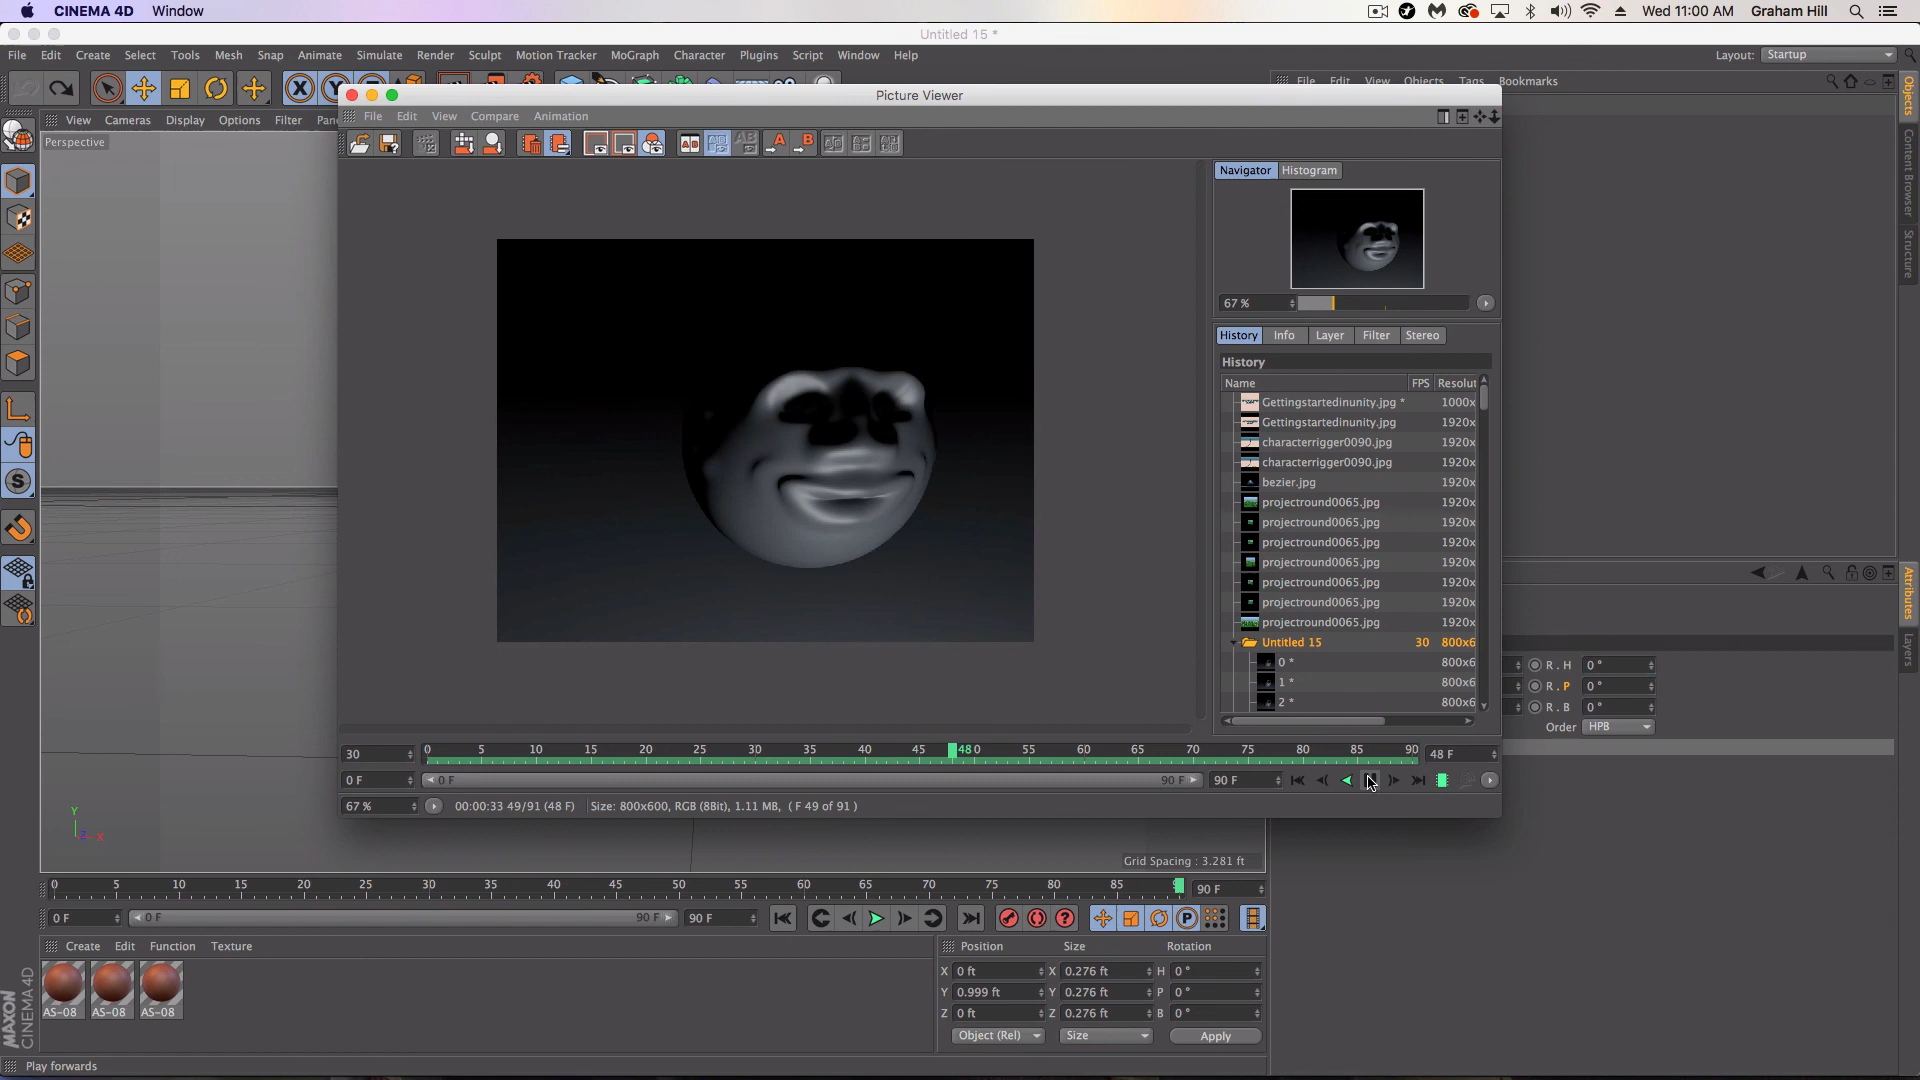 CINEMA 4D Window Wed 11:00 AM Graham Hill
Untitled 15 *
File Edit Create Select Tools Mesh Snap Animate Simulate Render Sculpt Motion Tracker MoGraph Character Plugins Script Window Help Layout: Startup
File Edit View Objects Tags Bookmarks
X Y
Picture Viewer
View Cameras Display Options Filter Pan
File Edit View Compare Animation
Perspective
Navigator Histogram
67 %
History Info Layer Filter Stereo
History
Name FPS Resolut
Gettingstartedinunity.jpg * 1000x
Gettingstartedinunity.jpg 1920x
characterrigger0090.jpg 1920x
characterrigger0090.jpg 1920x
bezier.jpg 1920x
projectround0065.jpg 1920x
projectround0065.jpg 1920x
projectround0065.jpg 1920x
projectround0065.jpg 1920x
projectround0065.jpg 1920x
projectround0065.jpg 1920x
projectround0065.jpg 1920x
Untitled 15 30 800x6
0 * 800x6
1 * 800x6
2 * 800x6
Objects
Content Browser
Structure
Attributes
Layers
R . H 0 °
R . P 0 °
R . B 0 °
Order HPB
30 0 5 10 15 20 25 30 35 40 45 48 0 55 60 65 70 75 80 85 90 48 F
0 F 0 F 90 F 90 F
67 % 00:00:33 49/91 (48 F) Size: 800x600, RGB (8Bit), 1.11 MB, ( F 49 of 91 )
Y
Z X
Grid Spacing : 3.281 ft
0 5 10 15 20 25 30 35 40 45 50 55 60 65 70 75 80 85 90 F
0 F 0 F 90 F 90 F
Create Edit Function Texture
Position Size Rotation
X 0 ft X 0.276 ft H 0 °
Y 0.999 ft Y 0.276 ft P 0 °
Z 0 ft Z 0.276 ft B 0 °
Object (Rel) Size Apply
AS-08 AS-08 AS-08
MAXON
CINEMA 4D
Play forwards